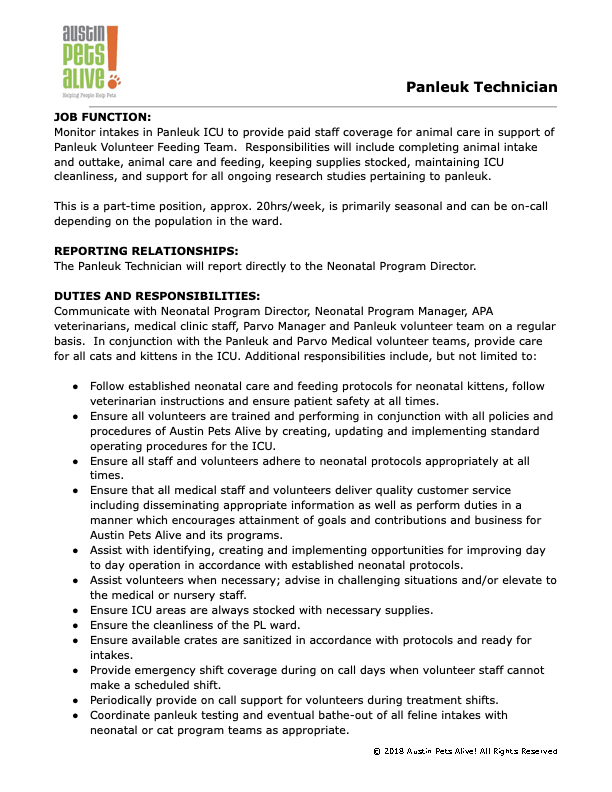 austin
pets
alive!
Helping People Help Pets
Panleuk Technician
JOB FUNCTION:
Monitor intakes in Panleuk ICU to provide paid staff coverage for animal care in support of
Panleuk Volunteer Feeding Team.  Responsibilities will include completing animal intake
and outtake, animal care and feeding, keeping supplies stocked, maintaining ICU
cleanliness, and support for all ongoing research studies pertaining to panleuk.
This is a part-time position, approx. 20hrs/week, is primarily seasonal and can be on-call
depending on the population in the ward.
REPORTING RELATIONSHIPS:
The Panleuk Technician will report directly to the Neonatal Program Director.
DUTIES AND RESPONSIBILITIES:
Communicate with Neonatal Program Director, Neonatal Program Manager, APA
veterinarians, medical clinic staff, Parvo Manager and Panleuk volunteer team on a regular
basis.  In conjunction with the Panleuk and Parvo Medical volunteer teams, provide care
for all cats and kittens in the ICU. Additional responsibilities include, but not limited to:
● Follow established neonatal care and feeding protocols for neonatal kittens, follow
veterinarian instructions and ensure patient safety at all times.
● Ensure all volunteers are trained and performing in conjunction with all policies and
procedures of Austin Pets Alive by creating, updating and implementing standard
operating procedures for the ICU.
● Ensure all staff and volunteers adhere to neonatal protocols appropriately at all
times.
● Ensure that all medical staff and volunteers deliver quality customer service
including disseminating appropriate information as well as perform duties in a
manner which encourages attainment of goals and contributions and business for
Austin Pets Alive and its programs.
● Assist with identifying, creating and implementing opportunities for improving day
to day operation in accordance with established neonatal protocols.
● Assist volunteers when necessary; advise in challenging situations and/or elevate to
the medical or nursery staff.
● Ensure ICU areas are always stocked with necessary supplies.
● Ensure the cleanliness of the PL ward.
● Ensure available crates are sanitized in accordance with protocols and ready for
intakes.
● Provide emergency shift coverage during on call days when volunteer staff cannot
make a scheduled shift.
● Periodically provide on call support for volunteers during treatment shifts.
● Coordinate panleuk testing and eventual bathe-out of all feline intakes with
neonatal or cat program teams as appropriate.
© 2018 Austin Pets Alive! All Rights Reserved